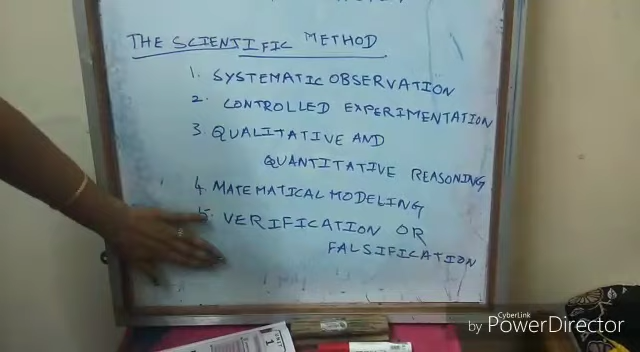 THE SCIENTIFIC METHOD
1. SYSTEMATIC OBSERVATION
2. CONTROLLED EXPERIMENTATION
3. QUALITATIVE AND
QUANTITATIVE REASONING
4. MATEMATICAL MODELING
5. VERIFICATION OR
FALSIFICATION
CyberLink
by PowerDirector